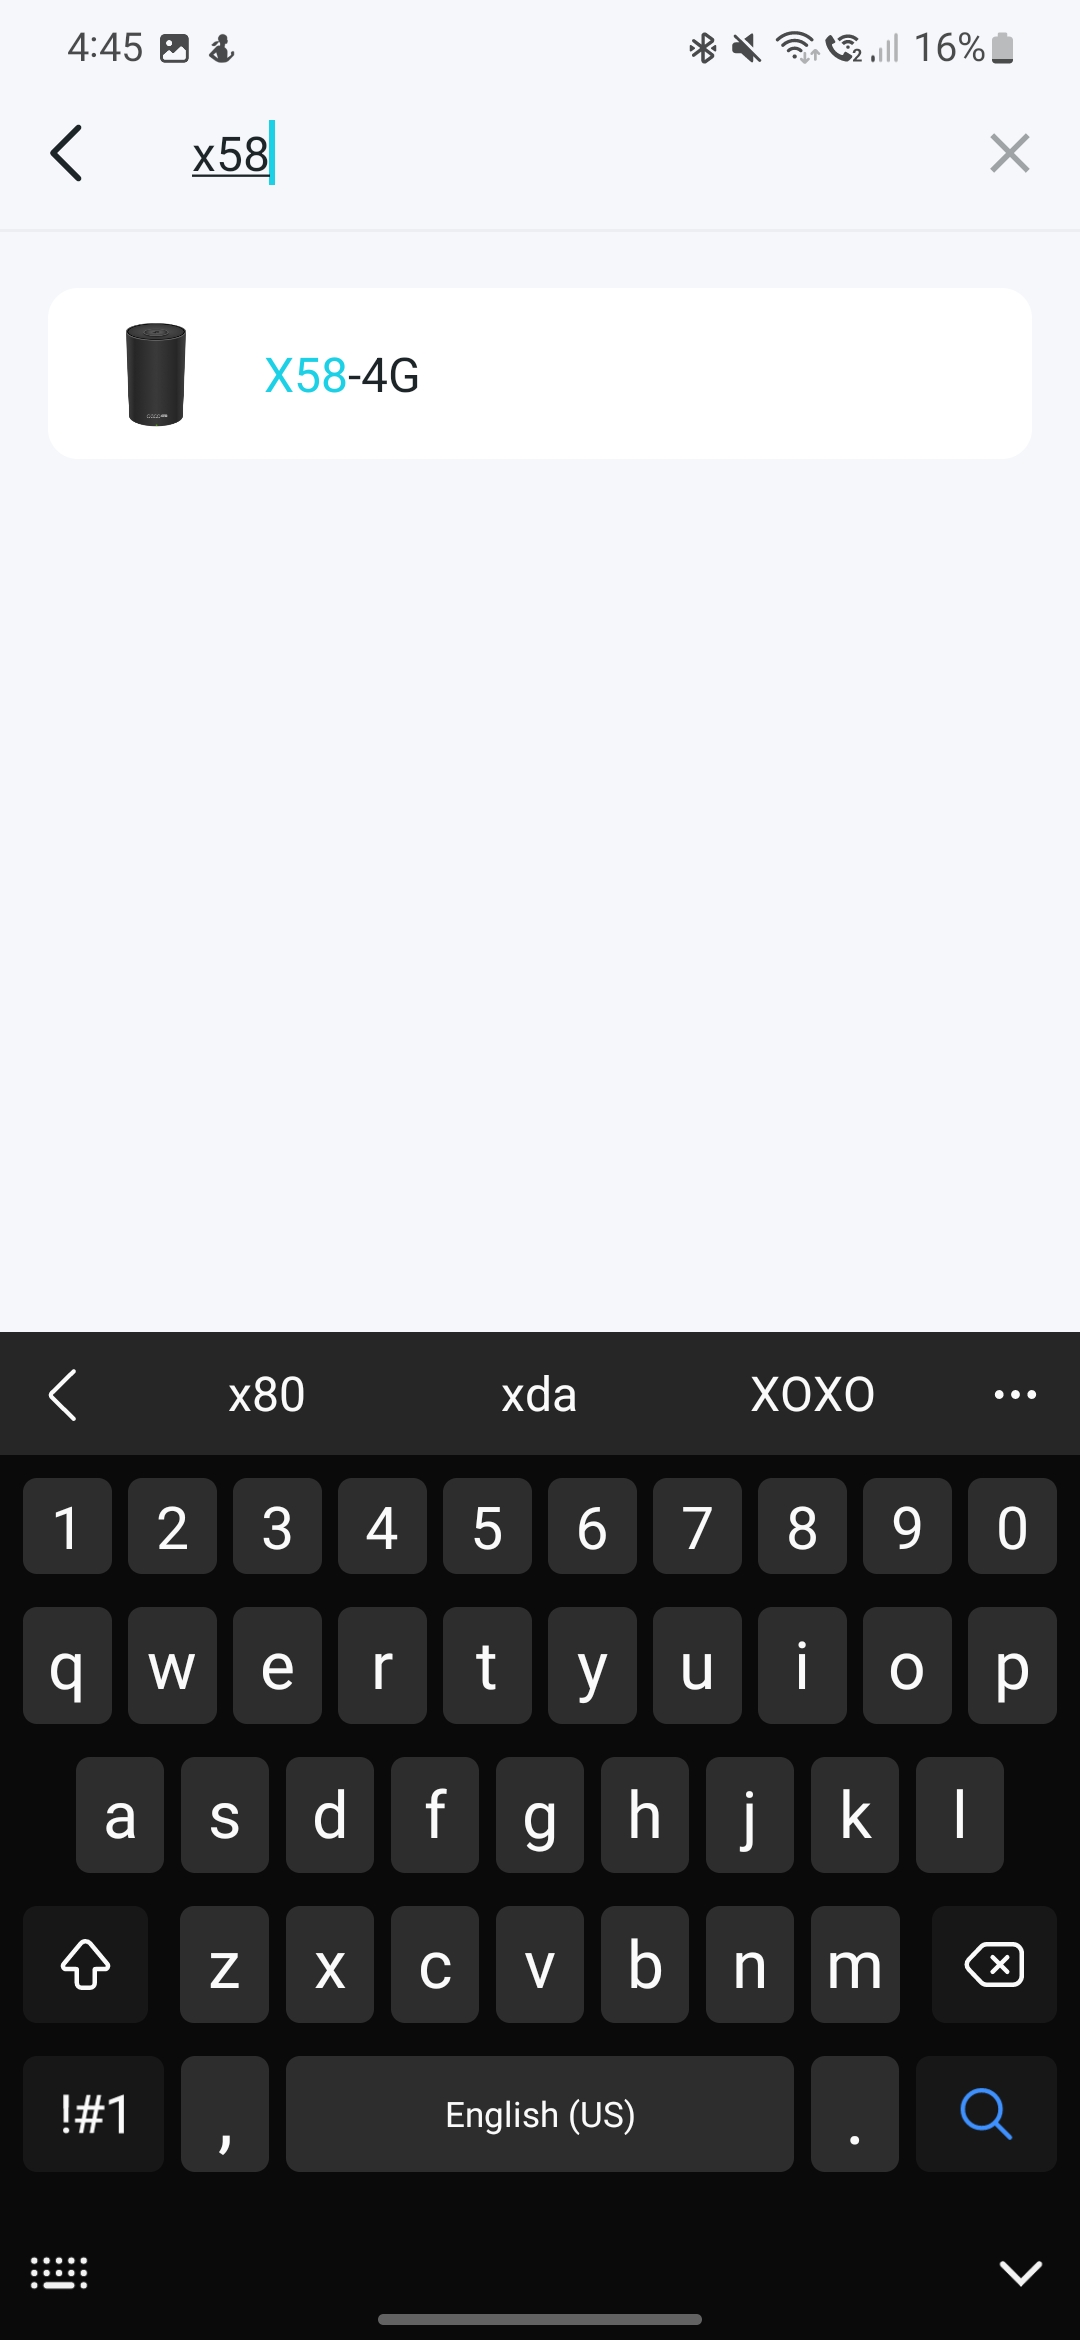 4:45
2
16%
x58
X58-4G
x80 xda XOXO
1 2 3 4 5 6 7 8 9 0
q w e r t y u i o p
a s d f g h j k l
z x c v b n m
!#1 , English (US) .